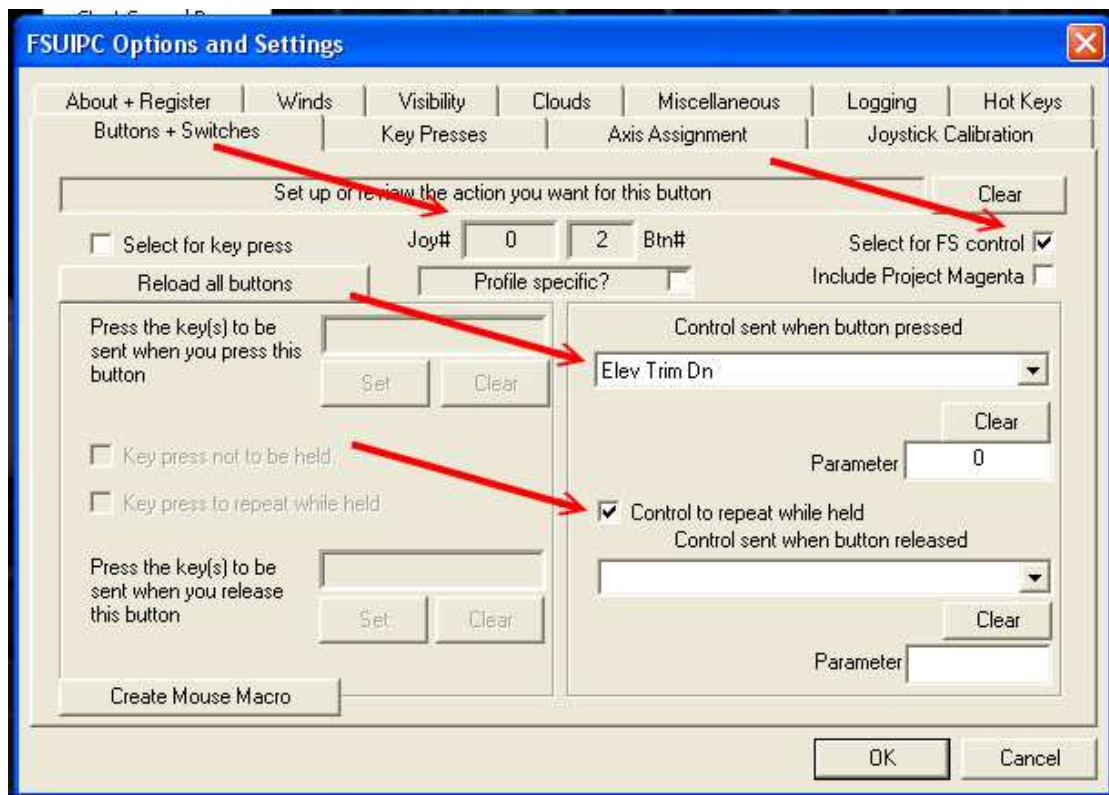 FSUIPC Options and Settings
About + Register Winds Visibility Clouds Miscellaneous Logging Hot Keys
Buttons + Switches Key Presses Axis Assignment Joystick Calibration
Set up or review the action you want for this button Clear
Select for key press Joy# 0 2 Btn# Select for FS control
Reload all buttons Profile specific? Include Project Magenta
Press the key(s) to be
sent when you press this
button
Set Clear
Key press not to be held
Key press to repeat while held
Press the key(s) to be
sent when you release
this button
Set Clear
Create Mouse Macro
Control sent when button pressed
Elev Trim Dn
Clear
Parameter 0
Control to repeat while held
Control sent when button released
Clear
Parameter
OK Cancel